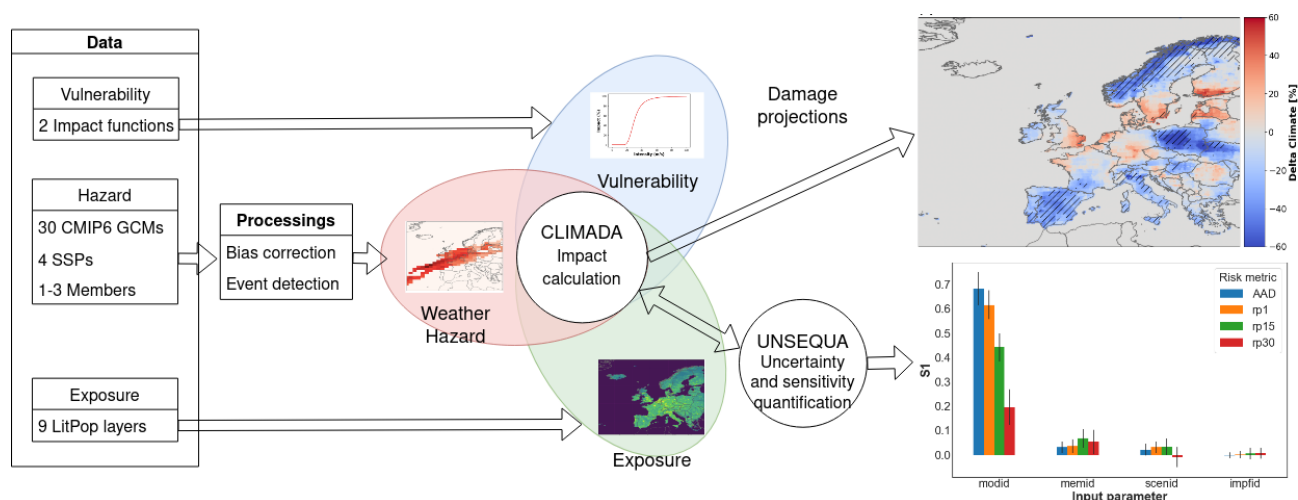 Data
Vulnerability
2 Impact functions
Hazard
30 CMIP6 GCMs
4 SSPs
1-3 Members
Exposure
9 LitPop layers
Processings
Bias correction
Event detection
Impact (%)
Intensity (m/s)
Vulnerability
Weather
Hazard
CLIMADA
Impact
calculation
Exposure
UNSEQUA
Uncertainty
and sensitivity
quantification
Damage
projections
60
40
20
0
−20
−40
−60
Delta Climate [%]
S1
0.7
0.6
0.5
0.4
0.3
0.2
0.1
0.0
Risk metric
AAD
rp1
rp15
rp30
modid
memid
scenid
impfid
Input parameter